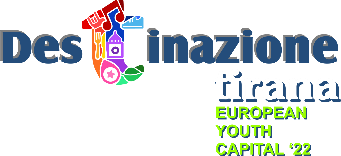 Destinazione
tirana
EUROPEAN
YOUTH
CAPITAL ‘22